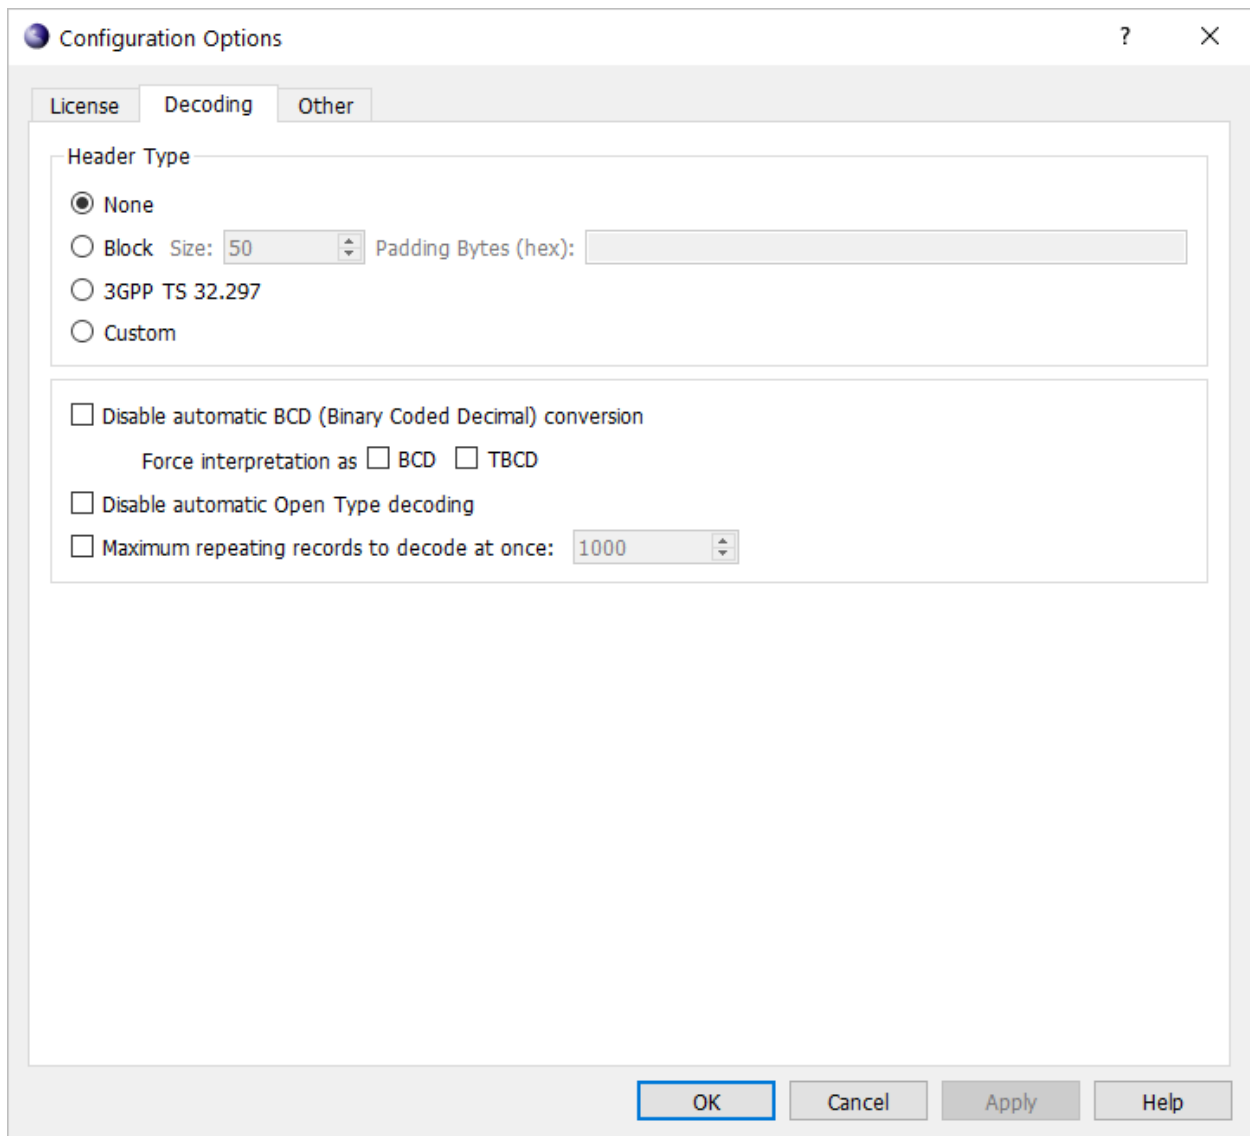 Configuration Options ?
License Decoding Other
Header Type
None
Block Size: 50 Padding Bytes (hex):
3GPP TS 32.297
Custom
Disable automatic BCD (Binary Coded Decimal) conversion
Force interpretation as BCD TBCD
Disable automatic Open Type decoding
Maximum repeating records to decode at once: 1000
OK Cancel Apply Help